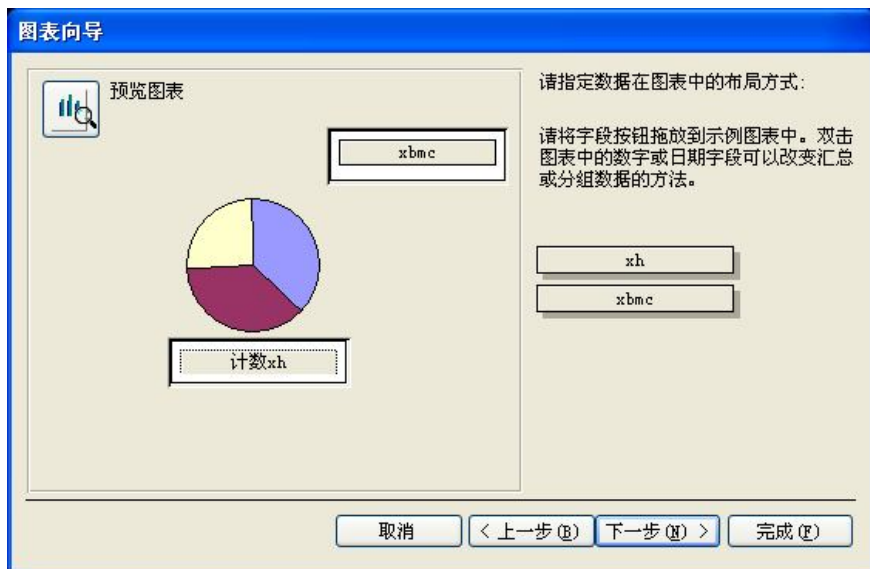 图表向导
预览图表
xbmc
计数xh
请指定数据在图表中的布局方式:
请将字段按钮拖放到示例图表中。双击
图表中的数字或日期字段可以改变汇总
或分组数据的方法。
xh
xbmc
取消
< 上一步(B)
下一步(N) >
完成(F)